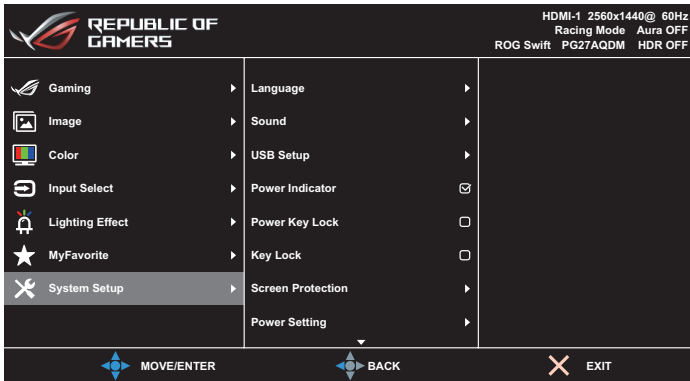 REPUBLIC OF
GAMERS
HDMI-1 2560x1440@ 60Hz
Racing Mode Aura OFF
ROG Swift PG27AQDM HDR OFF
Gaming
Image
Color
Input Select
Lighting Effect
MyFavorite
System Setup
Language
Sound
USB Setup
Power Indicator
Power Key Lock
Key Lock
Screen Protection
Power Setting
MOVE/ENTER
BACK
EXIT